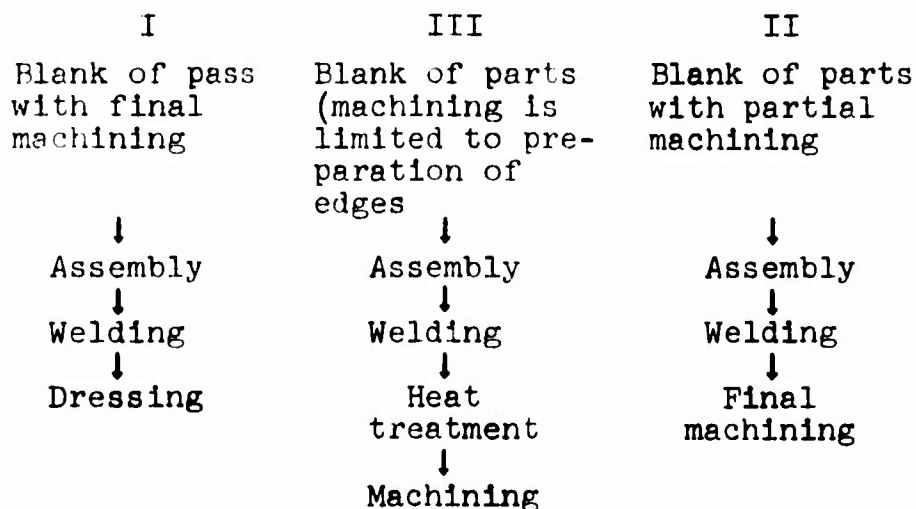 I
Blank of pass
with final
machining
Assembly
Welding
Dressing
III
Blank of parts
(machining is
limited to pre-
paration of
edges
Assembly
Welding
Heat
treatment
Machining
II
Blank of parts
with partial
machining
Assembly
Welding
Final
machining